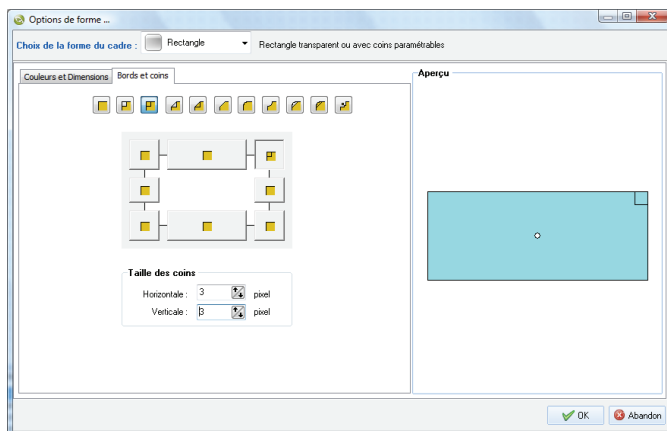 Options de forme ...
Choix de la forme du cadre : Rectangle Rectangle transparent ou avec coins paramétrables
Couleurs et Dimensions Bords et coins
Aperçu
Taille des coins
Horizontale : 3 pixel
Verticale : 3 pixel
OK Abandon